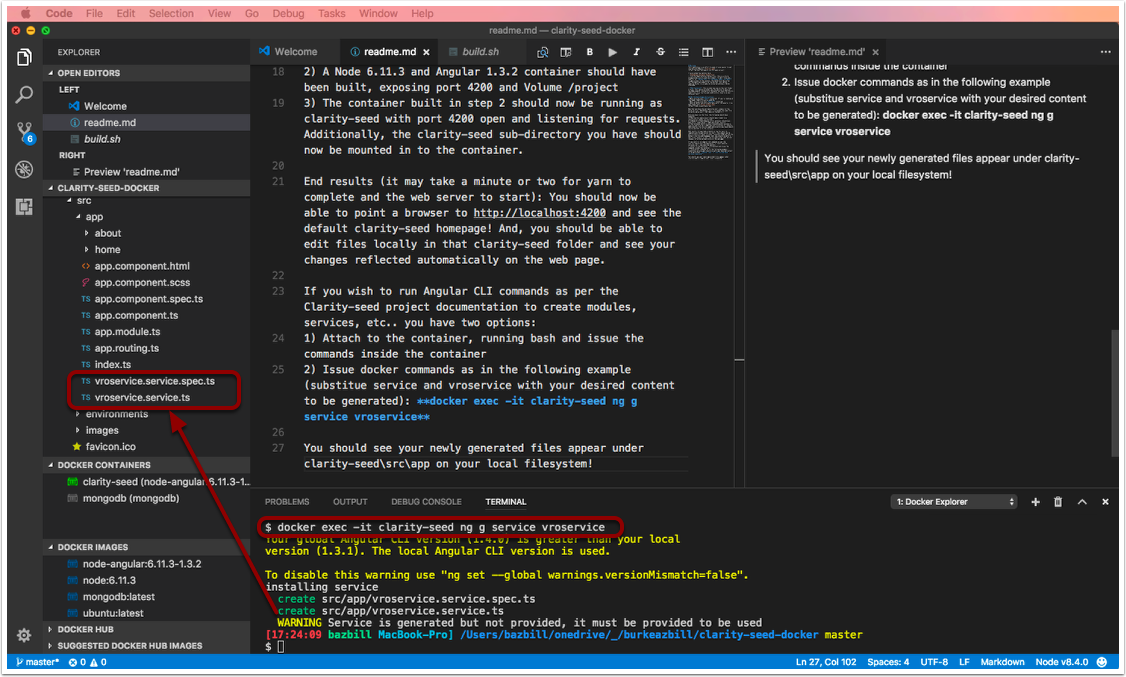 Code File Edit Selection View Go Debug Tasks Window Help
readme.md — clarity-seed-docker
EXPLORER
OPEN EDITORS
LEFT
Welcome
readme.md
build.sh
RIGHT
Preview 'readme.md'
CLARITY-SEED-DOCKER
src
app
about
home
app.component.html
app.component.scss
TS app.component.spec.ts
TS app.component.ts
TS app.module.ts
TS app.routing.ts
TS index.ts
TS vroservice.service.spec.ts
TS vroservice.service.ts
environments
images
favicon.ico
DOCKER CONTAINERS
clarity-seed (node-angular:6.11.3-1...
mongodb (mongodb)
DOCKER IMAGES
node-angular:6.11.3-1.3.2
node:6.11.3
mongo:latest
ubuntu:latest
DOCKER HUB
SUGGESTED DOCKER HUB IMAGES
6
Welcome readme.md build.sh
B I S
18 2) A Node 6.11.3 and Angular 1.3.2 container should have
been built, exposing port 4200 and Volume /project
19 3) The container built in step 2 should now be running as
clarity-seed with port 4200 open and listening for requests.
Additionally, the clarity-seed sub-directory you have should
now be mounted in to the container.
20
21 End results (it may take a minute or two for yarn to
complete and the web server to start): You should now be
able to point a browser to http://localhost:4200 and see the
default clarity-seed homepage! And, you should be able to
edit files locally in that clarity-seed folder and see your
changes reflected automatically on the web page.
22
23 If you wish to run Angular CLI commands as per the
Clarity-seed project documentation to create modules,
services, etc.. you have two options:
24 1) Attach to the container, running bash and issue the
commands inside the container
25 2) Issue docker commands as in the following example
(substitue service and vroservice with your desired content
to be generated): **docker exec -it clarity-seed ng g
service vroservice**
26
27 You should see your newly generated files appear under
clarity-seed\src\app on your local filesystem!
Preview 'readme.md'
commands inside the container
2. Issue docker commands as in the following example
(substitue service and vroservice with your desired content
to be generated): docker exec -it clarity-seed ng g
service vroservice
You should see your newly generated files appear under clarity-
seed\src\app on your local filesystem!
PROBLEMS OUTPUT DEBUG CONSOLE TERMINAL
1: Docker Explorer
$ docker exec -it clarity-seed ng g service vroservice
Your global Angular CLI version (1.4.0) is greater than your local
version (1.3.1). The local Angular CLI version is used.
To disable this warning use "ng set --global warnings.versionMismatch=false".
installing service
create src/app/vroservice.service.spec.ts
create src/app/vroservice.service.ts
WARNING Service is generated but not provided, it must be provided to be used
[17:24:09 bazbill MacBook-Pro] /Users/bazbill/onedrive/_/burkeazbill/clarity-seed-docker master
$
master* 0 0
Ln 27, Col 102 Spaces: 4 UTF-8 LF Markdown Node v8.4.0